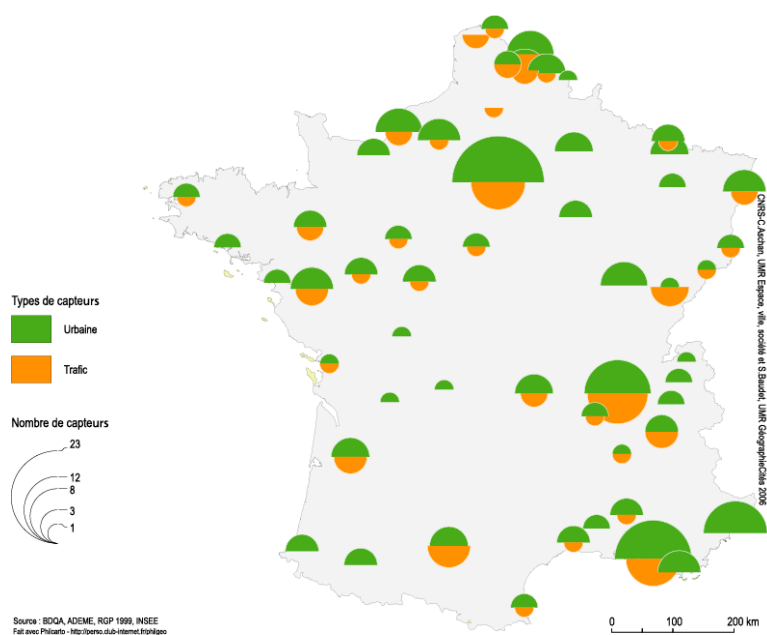 Types de capteurs
Urbaine
Trafic
Nombre de capteurs
23
12
8
3
1
CNRS-C.Aschan, UMR Espace, ville, société et S.Baudet, UMR GéographieCités 2006
Source : BDQA, ADEME, RGP 1999, INSEE
Fait avec Philcarto - http://perso.club-internet.fr/philgeo
0 100 200 km